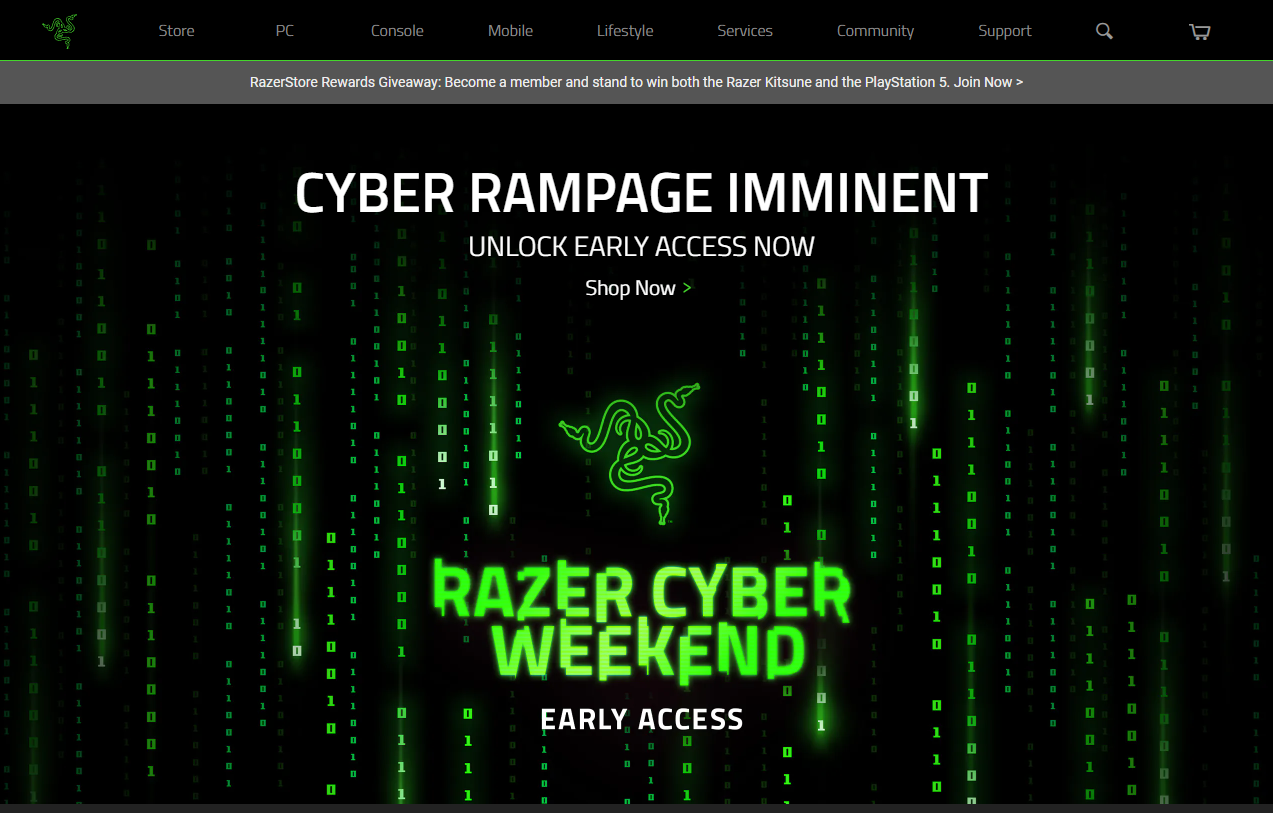 Store
PC
Console
Mobile
Lifestyle
Services
Community
Support
RazerStore Rewards Giveaway: Become a member and stand to win both the Razer Kitsune and the PlayStation 5. Join Now >
CYBER RAMPAGE IMMINENT
UNLOCK EARLY ACCESS NOW
Shop Now >
RAZER CYBER
WEEKEND
EARLY ACCESS